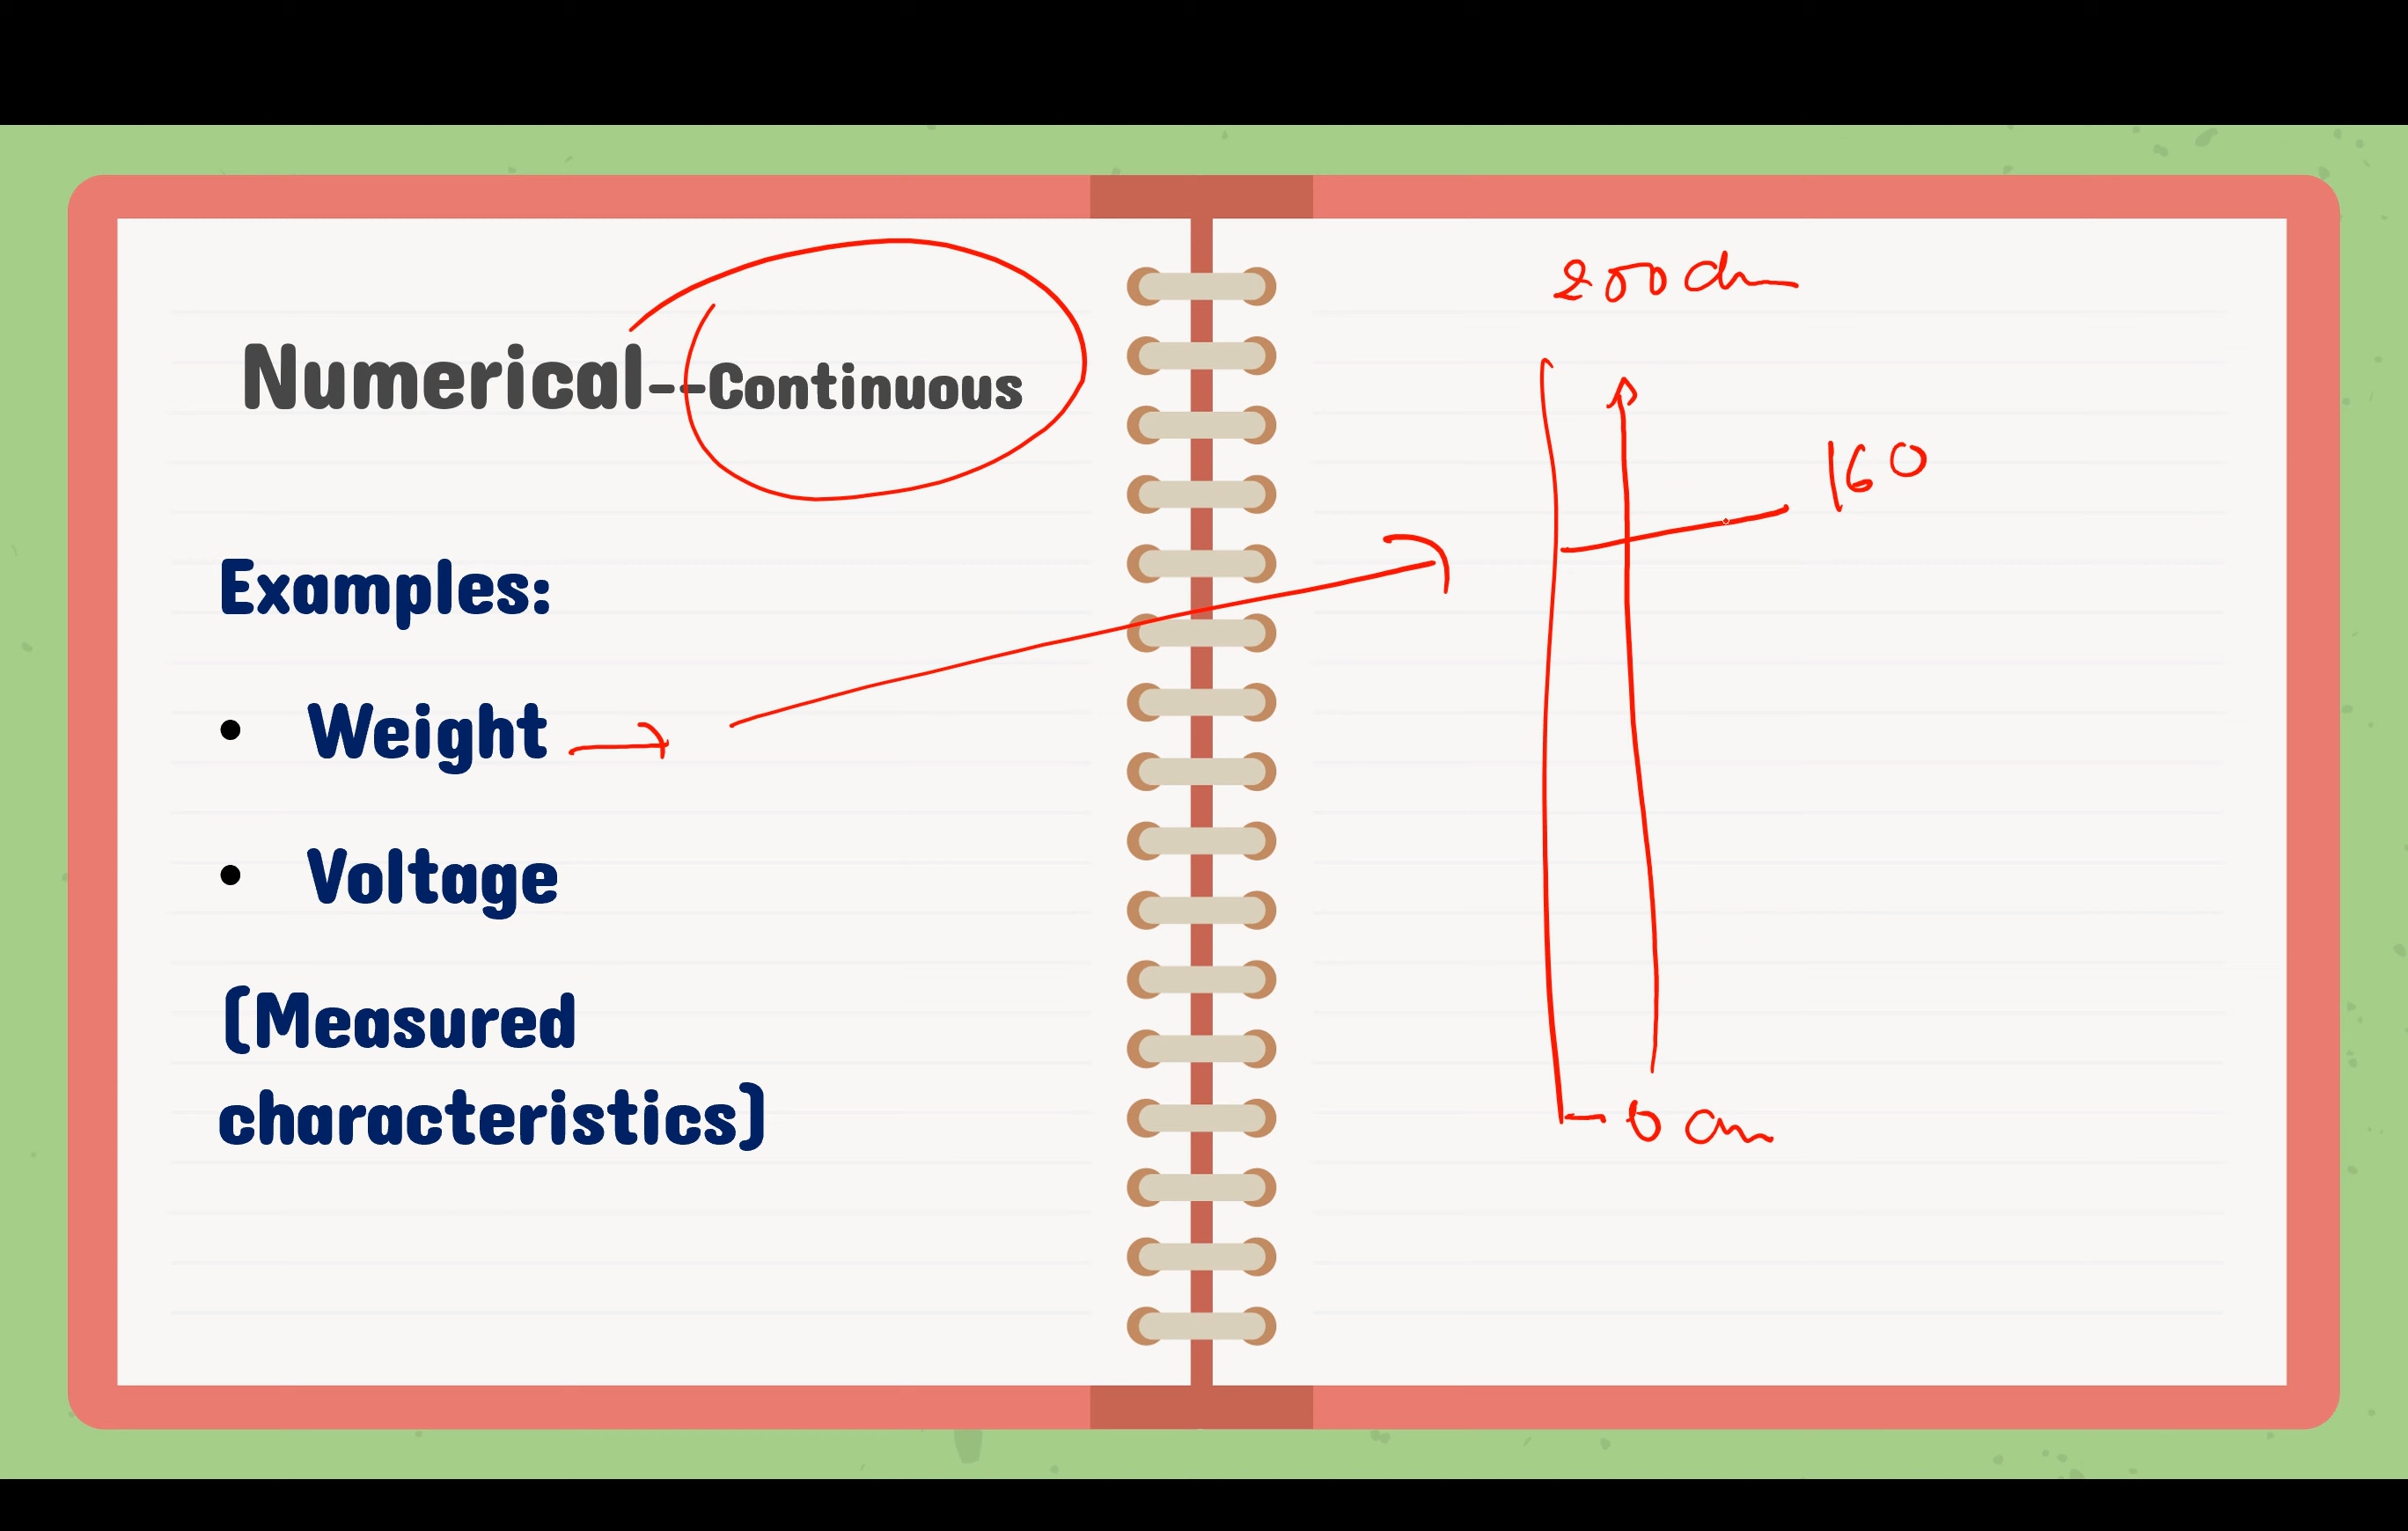 Numerical--Continuous
Examples:
• Weight
• Voltage
(Measured
characteristics)
200 cm
160
0 cm